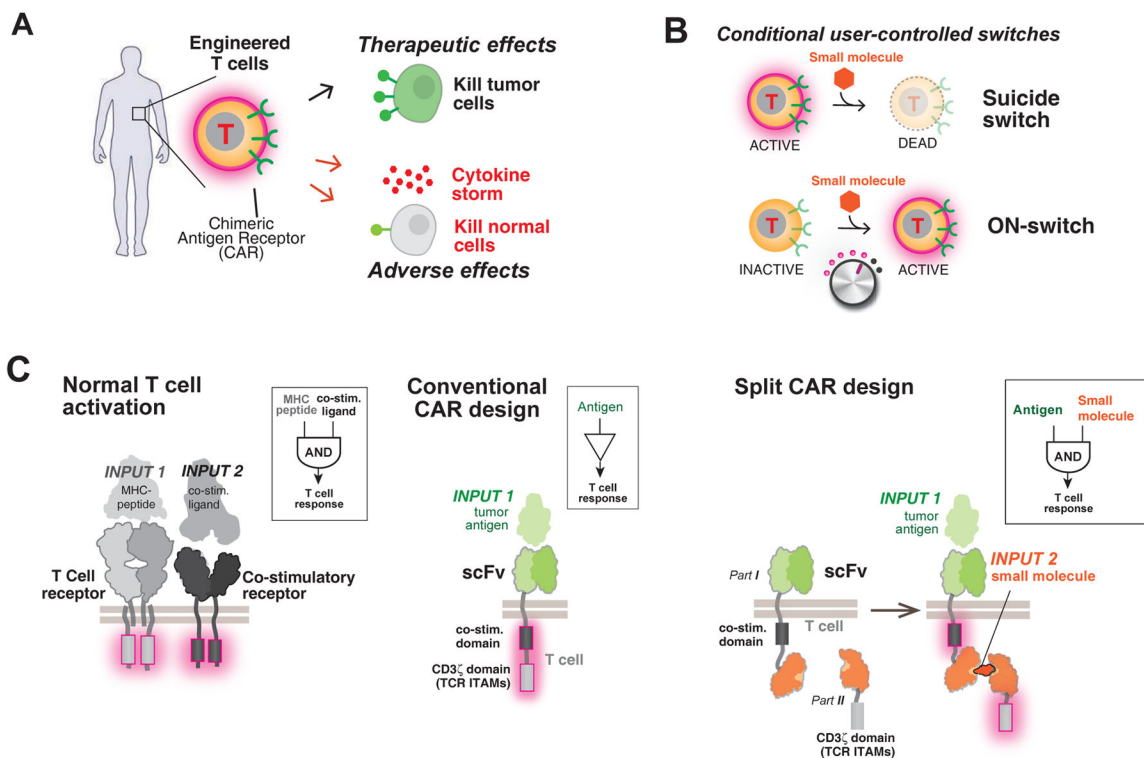 A
Engineered
T cells
T
Chimeric
Antigen Receptor
(CAR)
Therapeutic effects
Kill tumor
cells
Cytokine
storm
Kill normal
cells
Adverse effects
B
Conditional user-controlled switches
Small molecule
T
T
ACTIVE
DEAD
Suicide
switch
Small molecule
T
T
INACTIVE
ACTIVE
ON-switch
C
Normal T cell
activation
MHC
peptide
co-stim.
ligand
AND
T cell
response
INPUT 1
MHC-
peptide
INPUT 2
co-stim.
ligand
T Cell
receptor
Co-stimulatory
receptor
Conventional
CAR design
Antigen
T cell
response
INPUT 1
tumor
antigen
scFv
co-stim.
domain
T cell
CD3ζ domain
(TCR ITAMs)
Split CAR design
Antigen
Small
molecule
AND
T cell
response
Part I
scFv
T cell
co-stim.
domain
Part II
CD3ζ domain
(TCR ITAMs)
INPUT 1
tumor
antigen
INPUT 2
small molecule